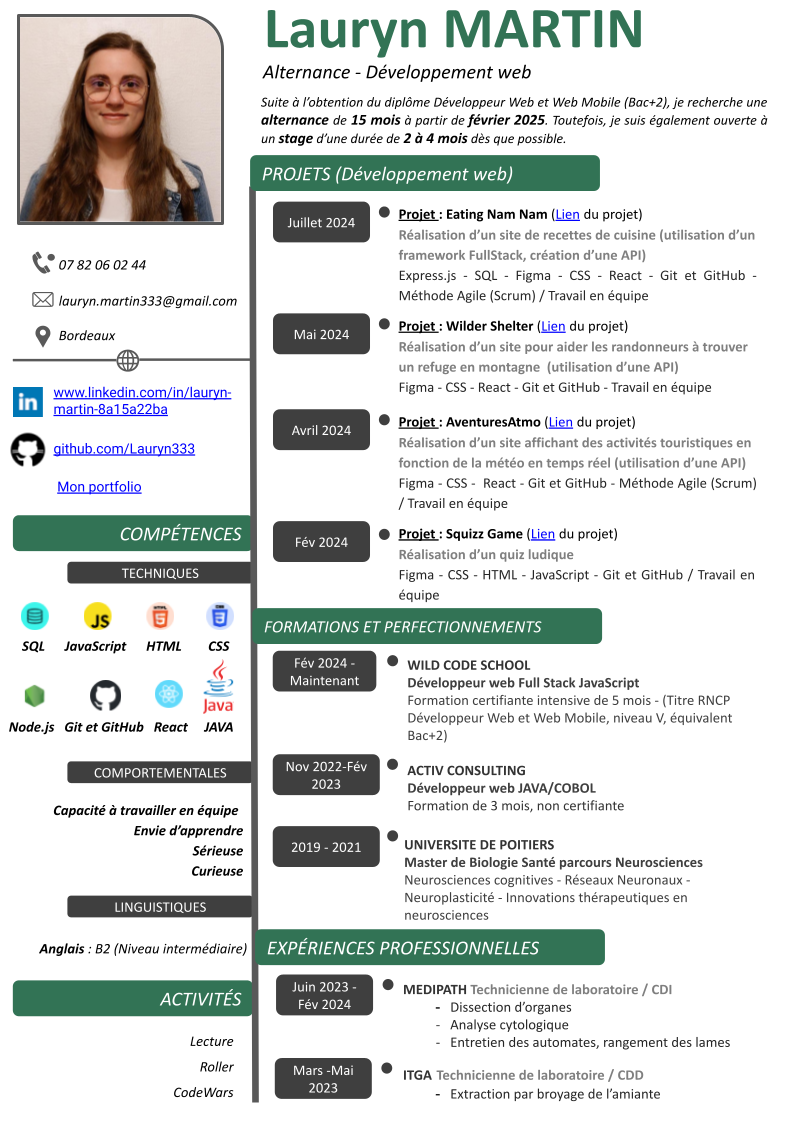 Lauryn MARTIN
Alternance - Développement web
Suite à l’obtention du diplôme Développeur Web et Web Mobile (Bac+2), je recherche une
alternance de 15 mois à partir de février 2025. Toutefois, je suis également ouverte à
un stage d’une durée de 2 à 4 mois dès que possible.
07 82 06 02 44
lauryn.martin333@gmail.com
Bordeaux
in
www.linkedin.com/in/lauryn-
martin-8a15a22ba
github.com/Lauryn333
Mon portfolio
COMPÉTENCES
TECHNIQUES
JS
SQL JavaScript HTML CSS
Java
Node.js Git et GitHub React JAVA
COMPORTEMENTALES
Capacité à travailler en équipe
Envie d’apprendre
Sérieuse
Curieuse
LINGUISTIQUES
Anglais : B2 (Niveau intermédiaire)
ACTIVITÉS
Lecture
Roller
CodeWars
PROJETS (Développement web)
Juillet 2024
Projet : Eating Nam Nam (Lien du projet)
Réalisation d’un site de recettes de cuisine (utilisation d’un
framework FullStack, création d’une API)
Express.js - SQL - Figma - CSS - React - Git et GitHub -
Méthode Agile (Scrum) / Travail en équipe
Mai 2024
Projet : Wilder Shelter (Lien du projet)
Réalisation d’un site pour aider les randonneurs à trouver
un refuge en montagne (utilisation d’une API)
Figma - CSS - React - Git et GitHub - Travail en équipe
Avril 2024
Projet : AventuresAtmo (Lien du projet)
Réalisation d’un site affichant des activités touristiques en
fonction de la météo en temps réel (utilisation d’une API)
Figma - CSS - React - Git et GitHub - Méthode Agile (Scrum)
/ Travail en équipe
Fév 2024
Projet : Squizz Game (Lien du projet)
Réalisation d’un quiz ludique
Figma - CSS - HTML - JavaScript - Git et GitHub / Travail en
équipe
FORMATIONS ET PERFECTIONNEMENTS
Fév 2024 -
Maintenant
WILD CODE SCHOOL
Développeur web Full Stack JavaScript
Formation certifiante intensive de 5 mois - (Titre RNCP
Développeur Web et Web Mobile, niveau V, équivalent
Bac+2)
Nov 2022-Fév
2023
ACTIV CONSULTING
Développeur web JAVA/COBOL
Formation de 3 mois, non certifiante
2019 - 2021
UNIVERSITE DE POITIERS
Master de Biologie Santé parcours Neurosciences
Neurosciences cognitives - Réseaux Neuronaux -
Neuroplasticité - Innovations thérapeutiques en
neurosciences
EXPÉRIENCES PROFESSIONNELLES
Juin 2023 -
Fév 2024
MEDIPATH Technicienne de laboratoire / CDI
- Dissection d’organes
- Analyse cytologique
- Entretien des automates, rangement des lames
Mars -Mai
2023
ITGA Technicienne de laboratoire / CDD
- Extraction par broyage de l’amiante